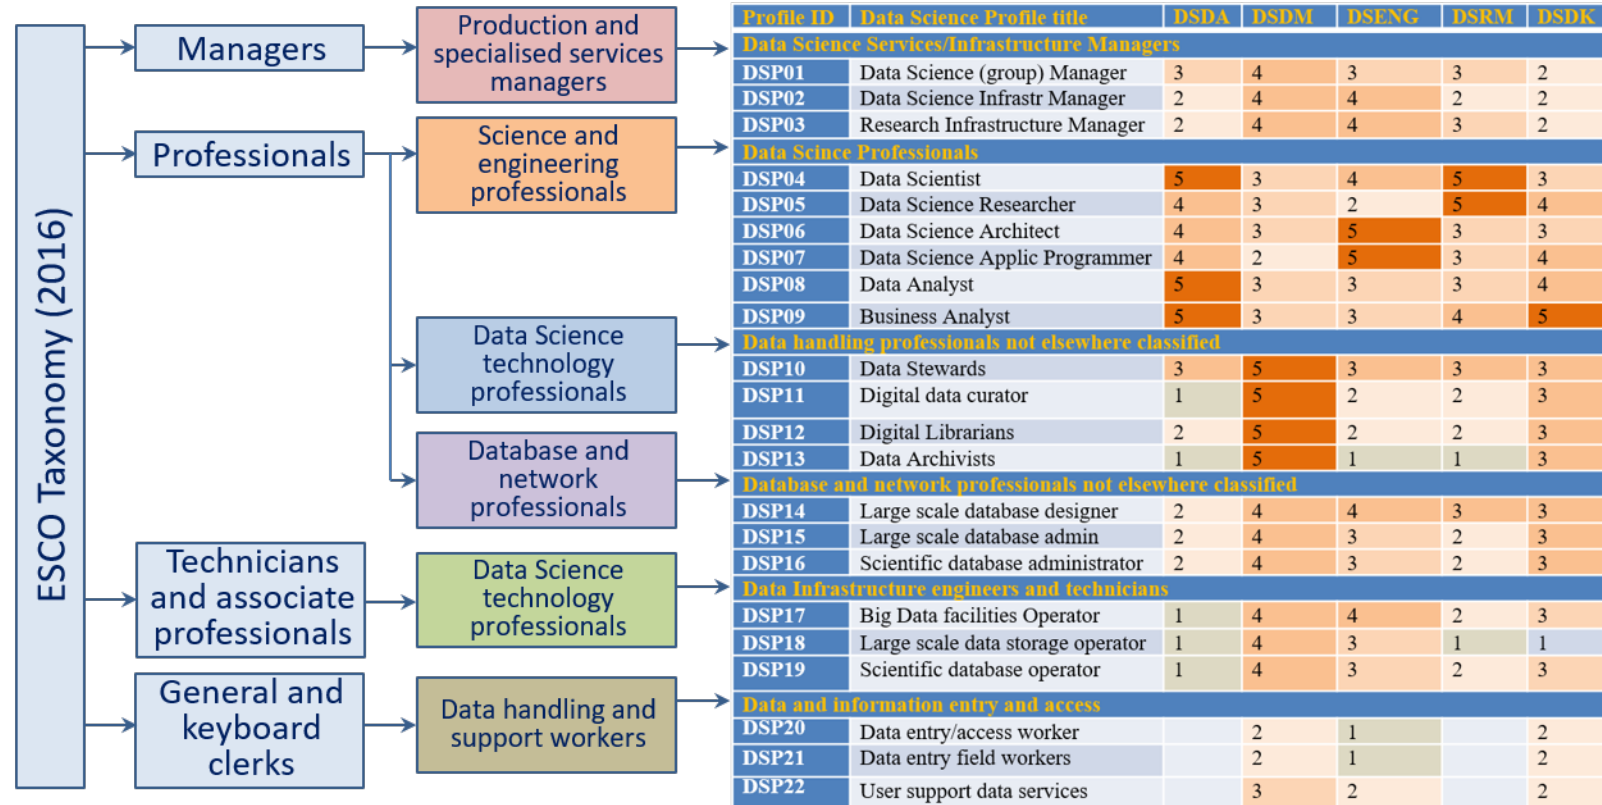 ESCO Taxonomy (2016)
Managers
Production and
specialised services
managers
Professionals
Science and
engineering
professionals
Data Science
technology
professionals
Database and
network
professionals
Technicians
and associate
professionals
Data Science
technology
professionals
General and
keyboard
clerks
Data handling and
support workers
Profile ID Data Science Profile title DSDA DSDM DSENG DSRM DSDK
Data Science Services/Infrastructure Managers
DSP01 Data Science (group) Manager 3 4 3 3 2
DSP02 Data Science Infrastr Manager 2 4 4 2 2
DSP03 Research Infrastructure Manager 2 4 4 3 2
Data Scince Professionals
DSP04 Data Scientist 5 3 4 5 3
DSP05 Data Science Researcher 4 3 2 5 4
DSP06 Data Science Architect 4 3 5 3 3
DSP07 Data Science Applic Programmer 4 2 5 3 4
DSP08 Data Analyst 5 3 3 3 4
DSP09 Business Analyst 5 3 3 4 5
Data handling professionals not elsewhere classified
DSP10 Data Stewards 3 5 3 3 3
DSP11 Digital data curator 1 5 2 2 3
DSP12 Digital Librarians 2 5 2 2 3
DSP13 Data Archivists 1 5 1 1 3
Database and network professionals not elsewhere classified
DSP14 Large scale database designer 2 4 4 3 3
DSP15 Large scale database admin 2 4 3 2 3
DSP16 Scientific database administrator 2 4 3 2 3
Data Infrastructure engineers and technicians
DSP17 Big Data facilities Operator 1 4 4 2 3
DSP18 Large scale data storage operator 1 4 3 1 1
DSP19 Scientific database operator 1 4 3 2 3
Data and information entry and access
DSP20 Data entry/access worker 2 1 2
DSP21 Data entry field workers 2 1 2
DSP22 User support data services 3 2 2